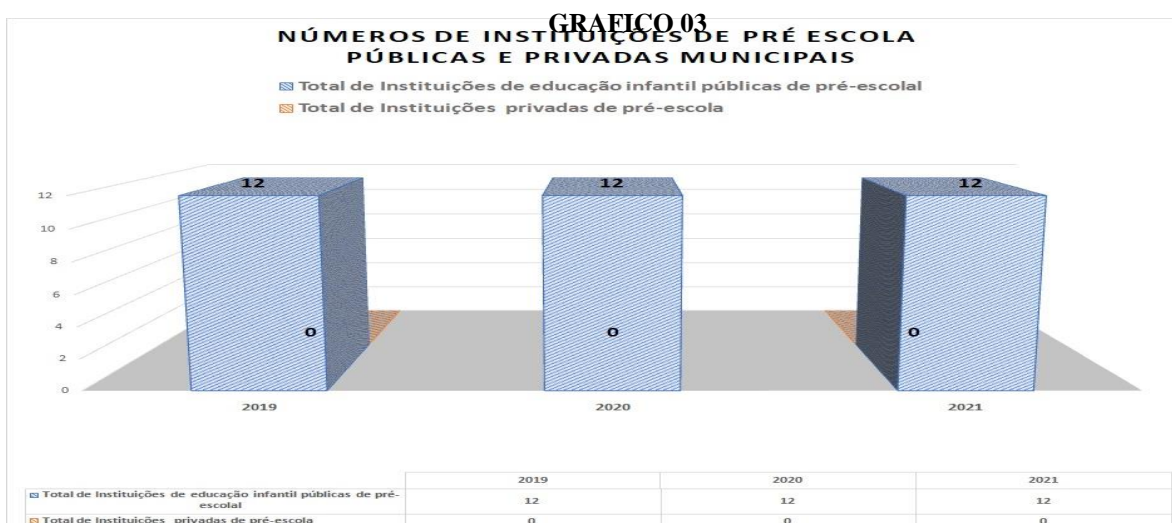 GRAFICO 03
NÚMEROS DE INSTITUIÇÕES DE PRÉ ESCOLA
PÚBLICAS E PRIVADAS MUNICIPAIS
Total de Instituições de educação infantil públicas de pré-escolal
Total de Instituições privadas de pré-escola
12 12 12
12
10
8
6
4
2
0
0 0 0
2019 2020 2021
2019 2020 2021
Total de Instituições de educação infantil públicas de pré-
escolal 12 12 12
Total de Instituições privadas de pré-escola 0 0 0